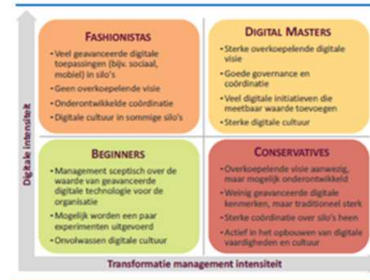 FASHIONISTAS
• Veel geavanceerde digitale
toepassingen (bijv. sociaal,
mobiel) in silo's
• Geen overkoepelende visie
• Onderontwikkelde coördinatie
• Digitale cultuur in sommige silo's
DIGITAL MASTERS
• Sterke overkoepelende digitale
visie
• Goede governance en
coördinatie
• Veel digitale initiatieven die
meetbaar waarde toevoegen
• Sterke digitale cultuur
BEGINNERS
• Management sceptisch over de
waarde van geavanceerde
digitale technologie voor de
organisatie
• Mogelijk worden een paar
experimenten uitgevoerd
• Onvolwassen digitale cultuur
CONSERVATIVES
• Overkoepelende visie aanwezig,
maar mogelijk onderontwikkeld
• Weinig geavanceerde digitale
kenmerken, maar traditioneel sterk
• Sterke coördinatie over silo's heen
• Actief in het opbouwen van digitale
vaardigheden en cultuur
Digitale intensiteit
Transformatie management intensiteit